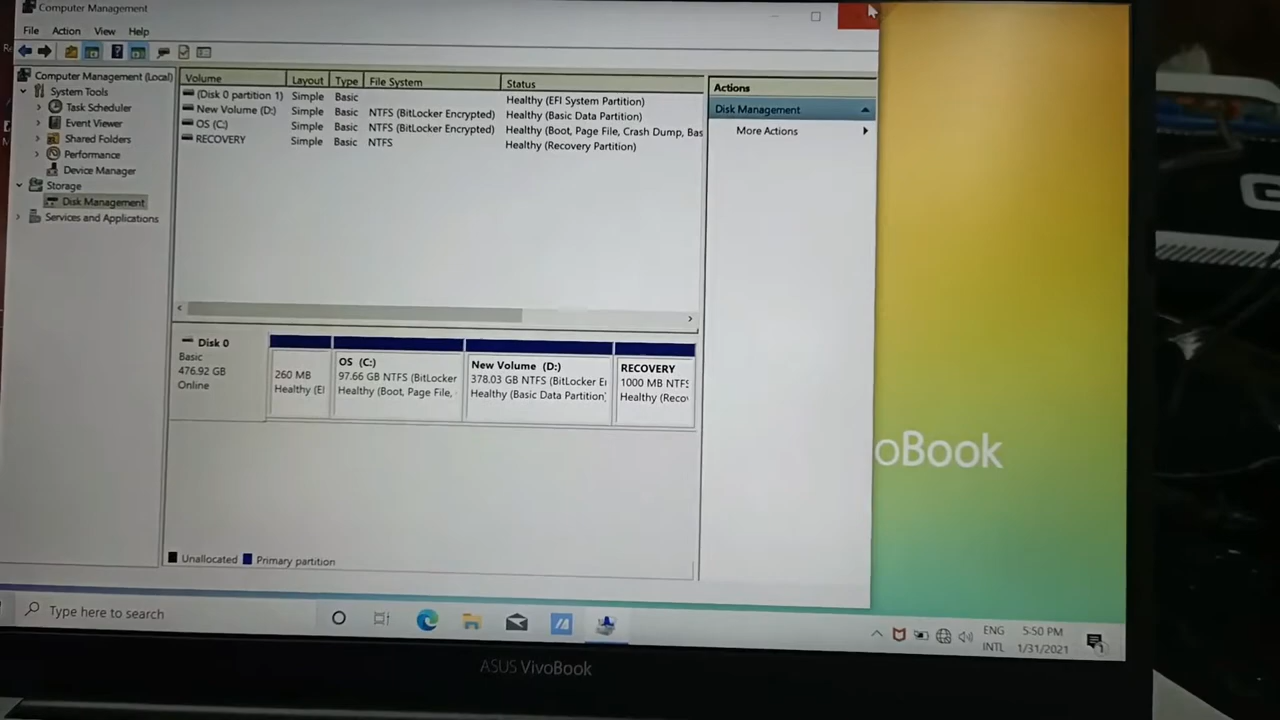 Computer Management
File Action View Help
Computer Management (Local)
System Tools
Task Scheduler
Event Viewer
Shared Folders
Performance
Device Manager
Storage
Disk Management
Services and Applications
Volume Layout Type File System Status
(Disk 0 partition 1) Simple Basic Healthy (EFI System Partition)
New Volume (D:) Simple Basic NTFS (BitLocker Encrypted) Healthy (Basic Data Partition)
OS (C:) Simple Basic NTFS (BitLocker Encrypted) Healthy (Boot, Page File, Crash Dump, Bas
RECOVERY Simple Basic NTFS Healthy (Recovery Partition)
Actions
Disk Management
More Actions
Disk 0
Basic
476.92 GB
Online
260 MB
Healthy (EI
OS (C:)
97.66 GB NTFS (BitLocker
Healthy (Boot, Page File,
New Volume (D:)
378.03 GB NTFS (BitLocker Er
Healthy (Basic Data Partition)
RECOVERY
1000 MB NTFS
Healthy (Reco
Unallocated Primary partition
oBook
Type here to search
ENG
INTL
5:50 PM
1/31/2021
ASUS VivoBook